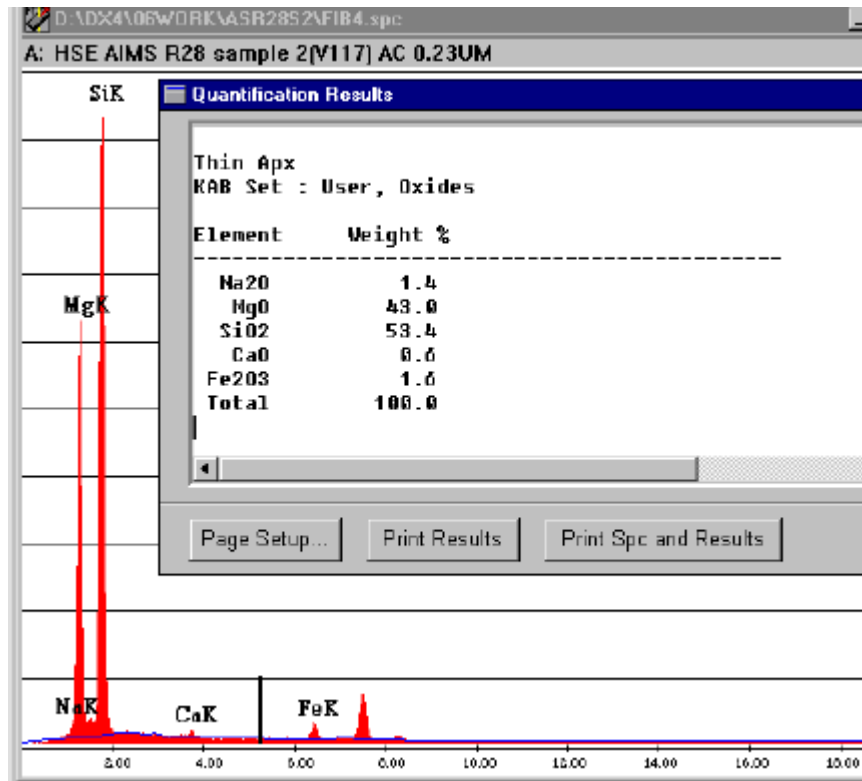 D:\DX4\06WORK\ASR28S2\FIB4.spc
A: HSE AIMS R28 sample 2(V117) AC 0.23UM
SiK
Quantification Results
Thin Apx
KAB Set : User, Oxides
Element Weight %
Na2O 1.4
MgO 43.0
SiO2 53.4
CaO 0.6
Fe2O3 1.6
Total 100.0
MgK
Page Setup... Print Results Print Spc and Results
NaK CaK FeK
2.00 4.00 6.00 8.00 10.00 12.00 14.00 16.00 18.00